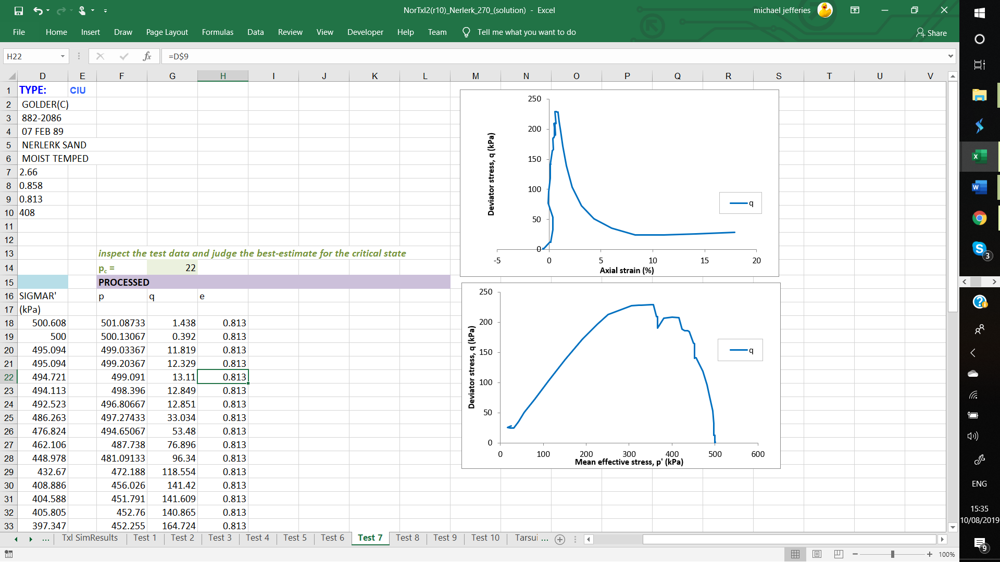 NorTxl2(r10)_Nerlerk_270_(solution) - Excel
michael jefferies
File Home Insert Draw Page Layout Formulas Data Review View Developer Help Team Tell me what you want to do Share
H22 fx =D$9
D E F G H I J K L M N O P Q R S T U V
1 TYPE: CIU
2 GOLDER(C)
3 882-2086
4 07 FEB 89
5 NERLERK SAND
6 MOIST TEMPED
7 2.66
8 0.858
9 0.813
10 408
11
12
13 inspect the test data and judge the best-estimate for the critical state
14 pc = 22
15 PROCESSED
16 SIGMAR' p q e
17 (kPa)
18 500.608 501.08733 1.438 0.813
19 500 500.13067 0.392 0.813
20 495.094 499.03367 11.819 0.813
21 495.094 499.20367 12.329 0.813
22 494.721 499.091 13.11 0.813
23 494.113 498.396 12.849 0.813
24 492.523 496.80667 12.851 0.813
25 486.263 497.27433 33.034 0.813
26 476.824 494.65067 53.48 0.813
27 462.106 487.738 76.896 0.813
28 448.978 481.09133 96.34 0.813
29 432.67 472.188 118.554 0.813
30 408.886 456.026 141.42 0.813
31 404.588 451.791 141.609 0.813
32 405.805 452.76 140.865 0.813
33 397.347 452.255 164.724 0.813
250
200
150
100
50
0
-5 0 5 10 15 20
Deviator stress, q (kPa)
Axial strain (%)
q
250
200
150
100
50
0
0 100 200 300 400 500 600
Deviator stress, q (kPa)
Mean effective stress, p' (kPa)
q
... Txl SimResults Test 1 Test 2 Test 3 Test 4 Test 5 Test 6 Test 7 Test 8 Test 9 Test 10 Tarsui ...
100%
3
ENG
15:35
10/08/2019
9